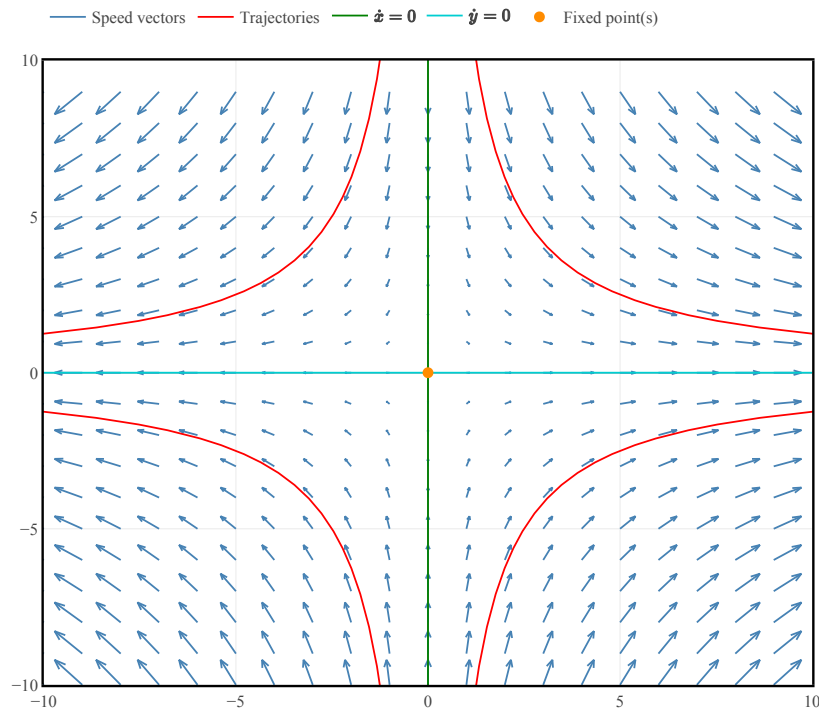 Speed vectors Trajectories ẋ = 0 ẏ = 0 Fixed point(s)
10
5
0
−5
−10
−10 −5 0 5 10